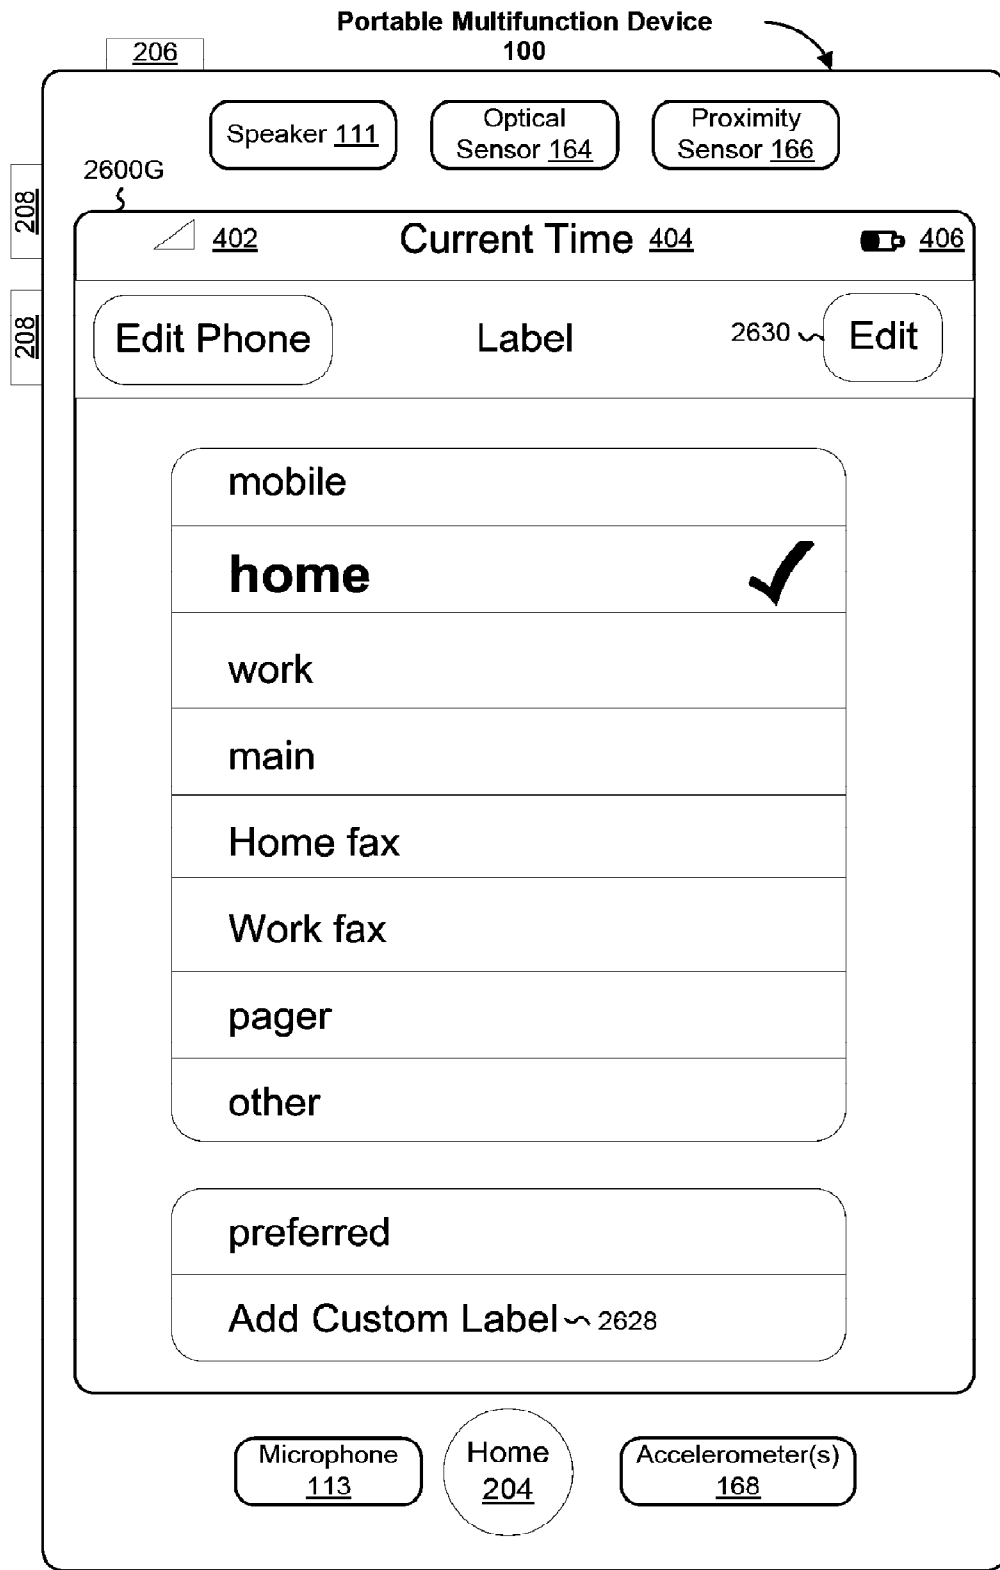 Portable Multifunction Device
100
206
Speaker 111
Optical
Sensor 164
Proximity
Sensor 166
2600G
208
208
402
Current Time 404
406
Edit Phone
Label
2630
Edit
mobile
home
work
main
Home fax
Work fax
pager
other
preferred
Add Custom Label 2628
Microphone
113
Home
204
Accelerometer(s)
168